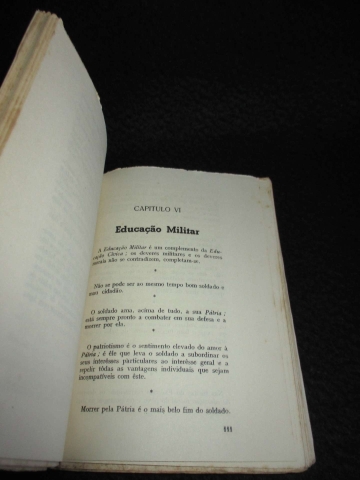 CAPITULO VI
Educação Militar
A Educação Militar é um complemento da Edu-
cação Cívica; os deveres militares e os deveres
não se contradizem, completam-se.
*
Não se pode ser ao mesmo tempo bom soldado e
mau cidadão.
*
O soldado ama, acima de tudo, a sua Pátria;
está sempre pronto a combater em sua defesa e a
morrer por ela.
*
O patriotismo é o sentimento elevado do amor à
Pátria; é êle que leva o soldado a subordinar os
seus interêsses particulares ao interêsse geral e a
repelir tôdas as vantagens individuais que sejam
incompatíveis com êste.
*
Morrer pela Pátria é o mais belo fim do soldado.